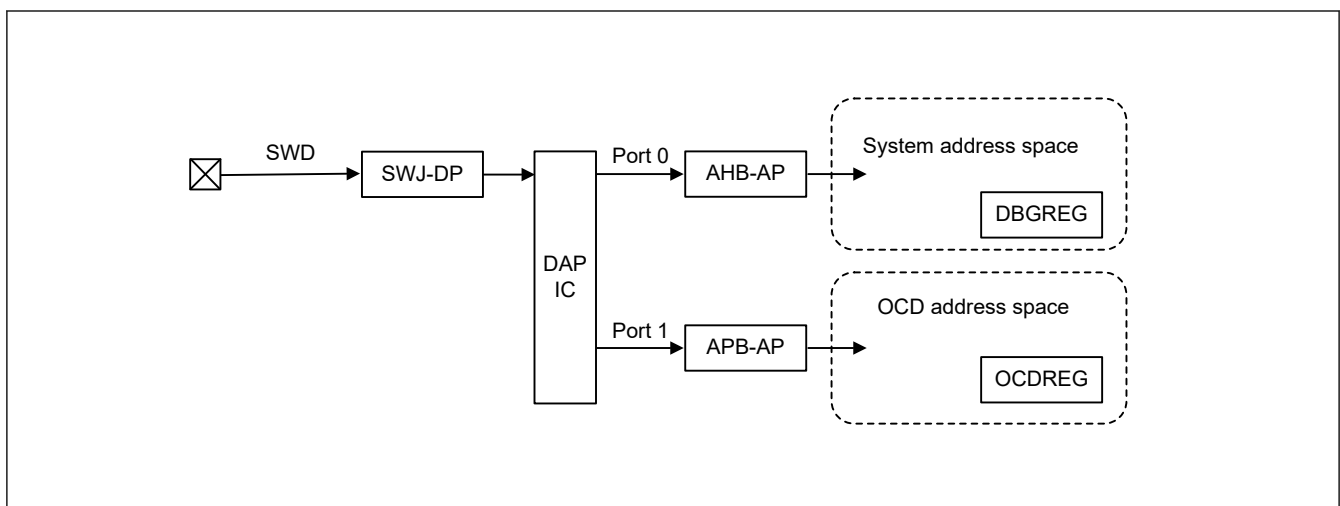 SWD
SWJ-DP
DAP
IC
Port 0
AHB-AP
System address space
DBGREG
Port 1
APB-AP
OCD address space
OCDREG